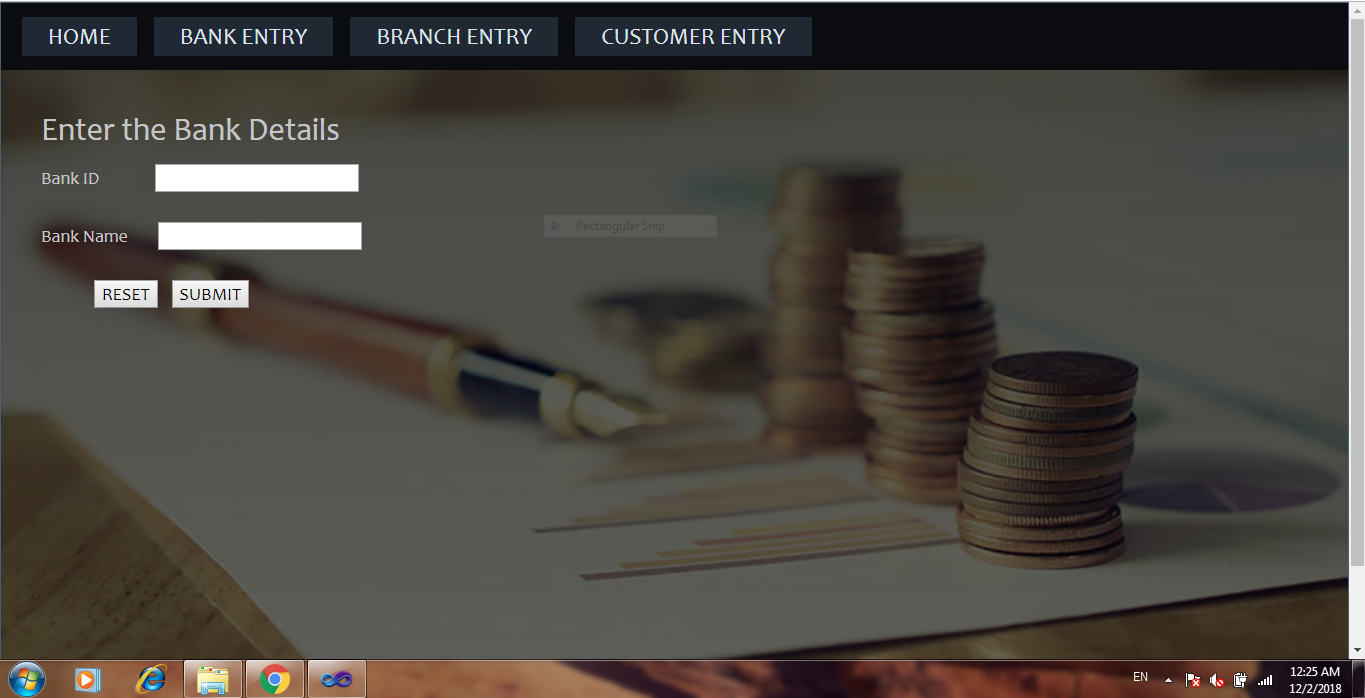 HOME BANK ENTRY BRANCH ENTRY CUSTOMER ENTRY
Enter the Bank Details
Bank ID
Rectangular Snip
Bank Name
RESET SUBMIT
EN
12:25 AM
12/2/2018